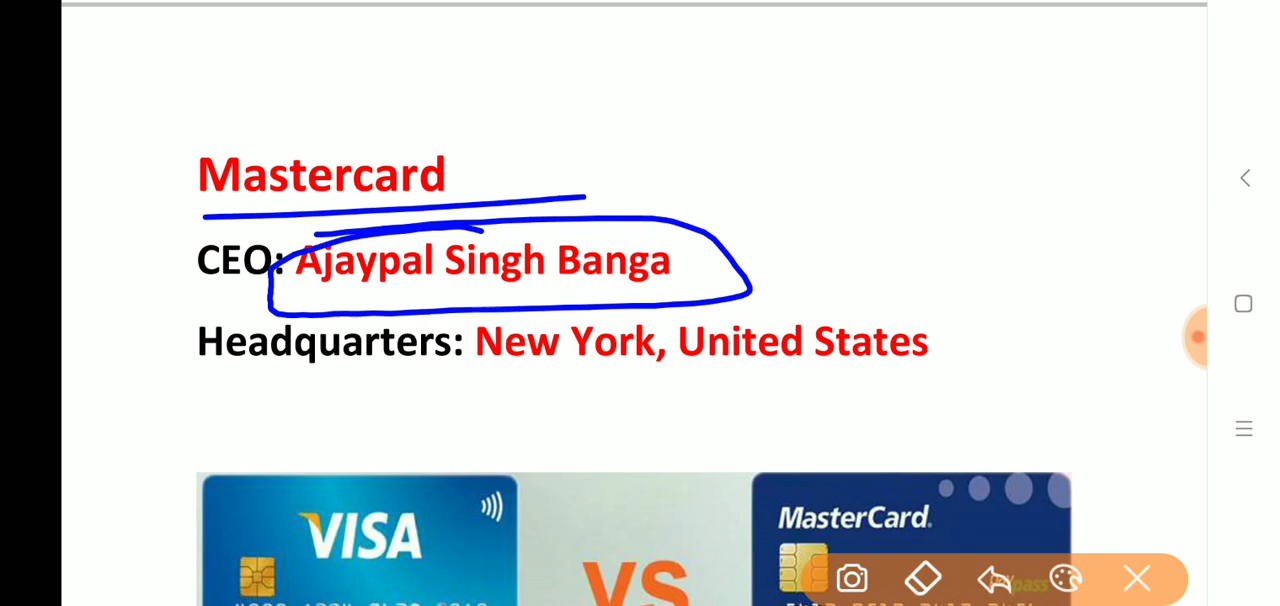 Mastercard
CEO: Ajaypal Singh Banga
Headquarters: New York, United States
VISA
VS
MasterCard